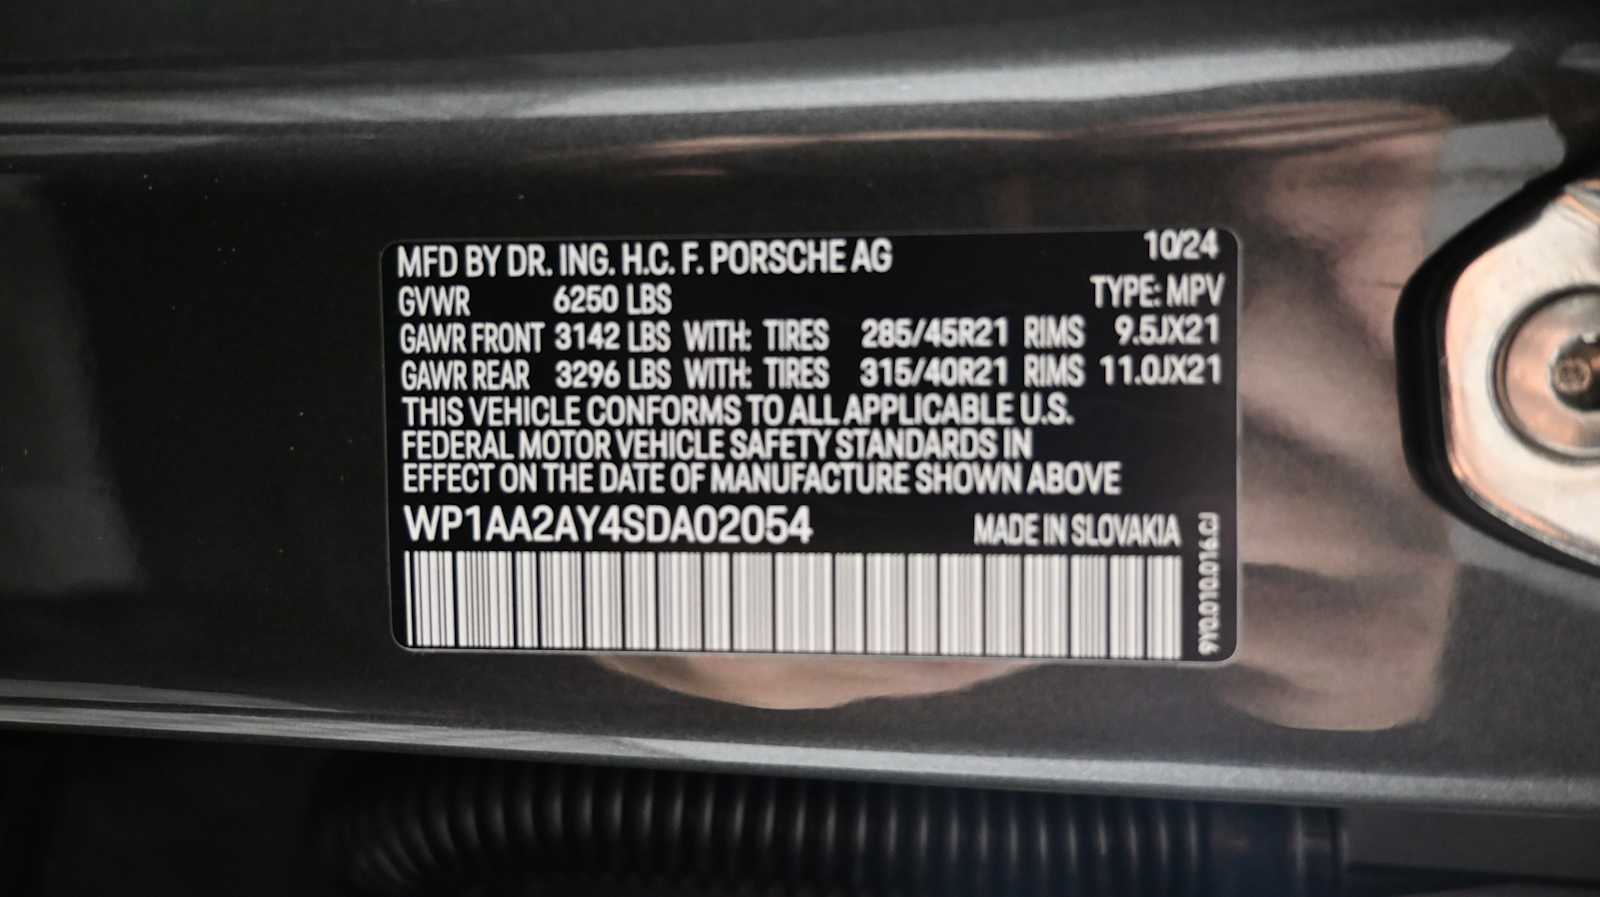 MFD BY DR. ING. H.C. F. PORSCHE AG 10/24
GVWR 6250 LBS TYPE: MPV
GAWR FRONT 3142 LBS WITH: TIRES 285/45R21 RIMS 9.5JX21
GAWR REAR 3296 LBS WITH: TIRES 315/40R21 RIMS 11.0JX21
THIS VEHICLE CONFORMS TO ALL APPLICABLE U.S.
FEDERAL MOTOR VEHICLE SAFETY STANDARDS IN
EFFECT ON THE DATE OF MANUFACTURE SHOWN ABOVE
WP1AA2AY4SDA02054 MADE IN SLOVAKIA